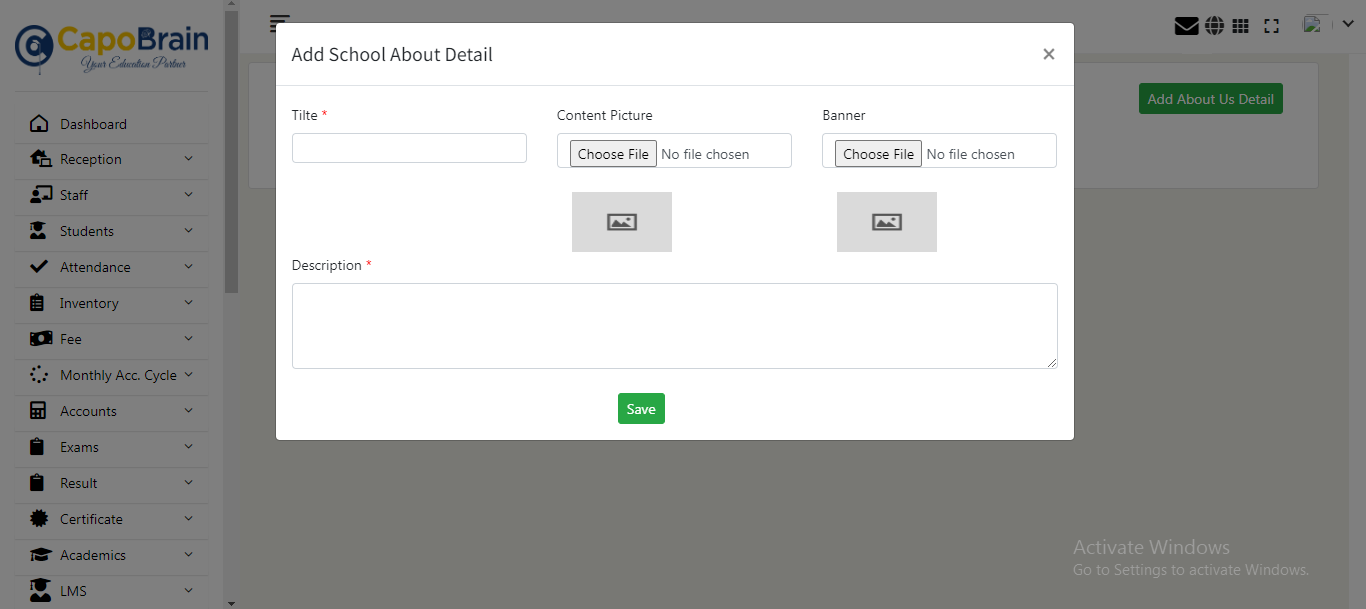 CapoBrain
Your Education Partner
Dashboard
Reception
Staff
Students
Attendance
Inventory
Fee
Monthly Acc. Cycle
Accounts
Exams
Result
Certificate
Academics
LMS
Add School About Detail
×
Tilte *
Content Picture
Banner
Choose File No file chosen
Choose File No file chosen
Description *
Save
Add About Us Detail
Activate Windows
Go to Settings to activate Windows.